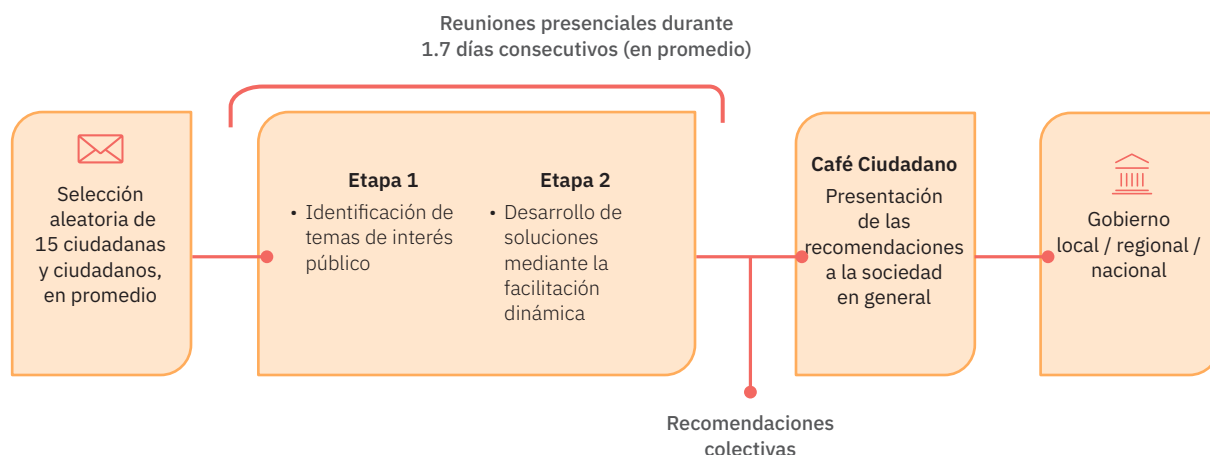 Reuniones presenciales durante
1.7 días consecutivos (en promedio)
Selección
aleatoria de
15 ciudadanas
y ciudadanos,
en promedio
Etapa 1
• Identificación de
temas de interés
público
Etapa 2
• Desarrollo de
soluciones
mediante la
facilitación
dinámica
Café Ciudadano
Presentación
de las
recomendaciones
a la sociedad
en general
Gobierno
local / regional /
nacional
Recomendaciones
colectivas